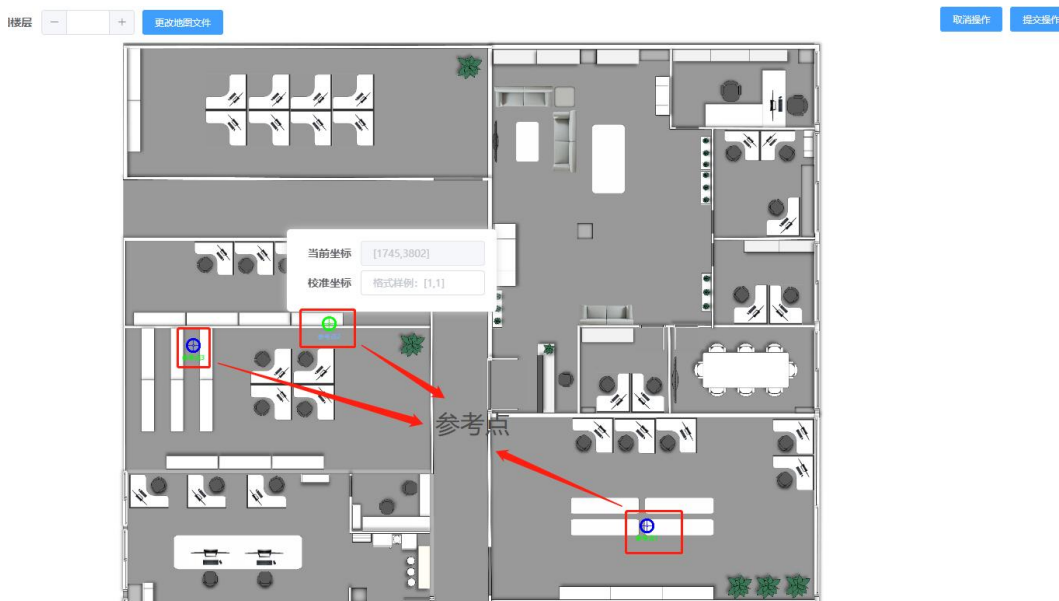 楼层
更改地图文件
取消操作
提交操作
当前坐标 [1745,3802]
校准坐标 格式样例：[1,1]
参考点